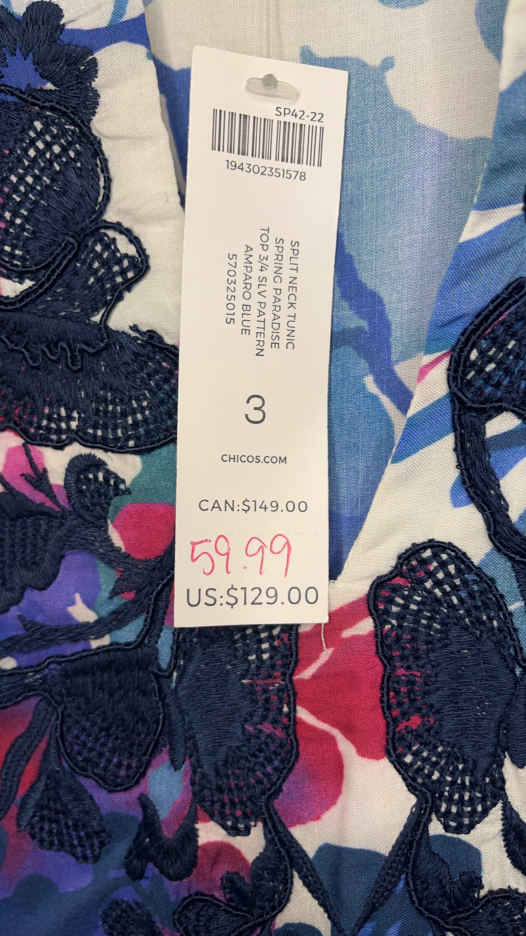 SP42-22
194302351578
SPLIT NECK TUNIC
SPRING PARADISE
TOP 3/4 SLV PATTERN
AMPARO BLUE
570325015
3
CHICOS.COM
CAN:$149.00
59.99
US:$129.00